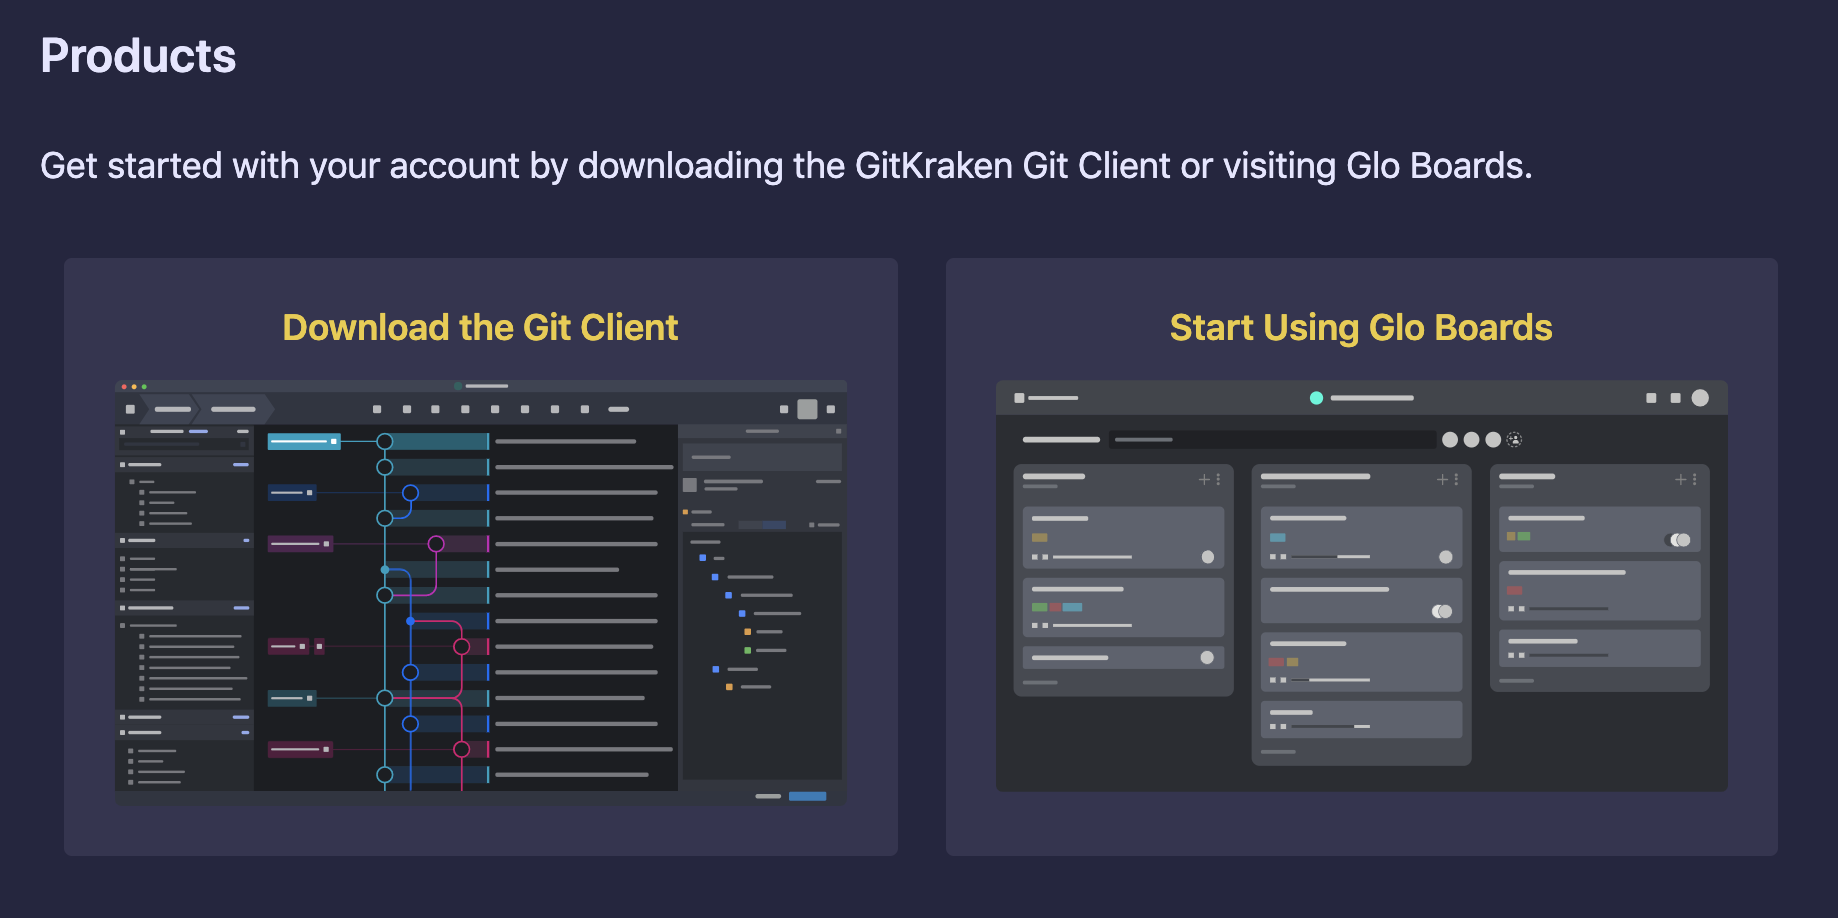 Products
Get started with your account by downloading the GitKraken Git Client or visiting Glo Boards.
Download the Git Client
Start Using Glo Boards